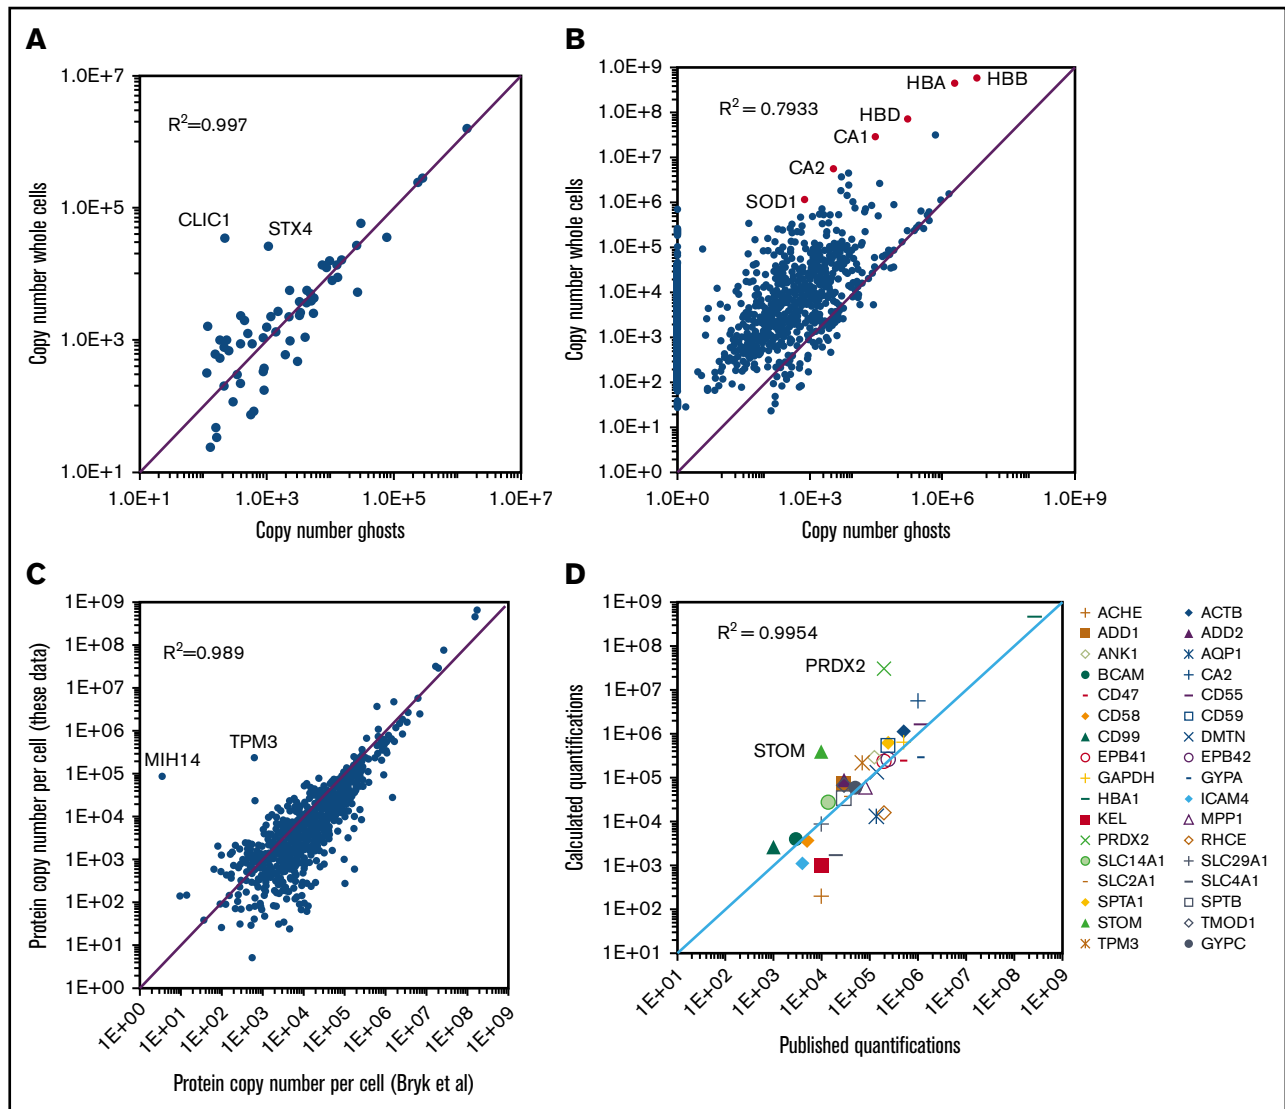 A
1.0E+7
1.0E+5
1.0E+3
1.0E+1
Copy number whole cells
R²=0.997
CLIC1
STX4
1.0E+1
1.0E+3
1.0E+5
1.0E+7
Copy number ghosts
B
1.0E+9
1.0E+8
1.0E+7
1.0E+6
1.0E+5
1.0E+4
1.0E+3
1.0E+2
1.0E+1
1.0E+0
Copy number whole cells
R² = 0.7933
HBA
HBB
HBD
CA1
CA2
SOD1
1.0E+0
1.0E+3
1.0E+6
1.0E+9
Copy number ghosts
C
1E+09
1E+08
1E+07
1E+06
1E+05
1E+04
1E+03
1E+02
1E+01
1E+00
Protein copy number per cell (these data)
R²=0.989
MIH14
TPM3
1E+00
1E+01
1E+02
1E+03
1E+04
1E+05
1E+06
1E+07
1E+08
1E+09
Protein copy number per cell (Bryk et al)
D
1E+09
1E+08
1E+07
1E+06
1E+05
1E+04
1E+03
1E+02
1E+01
Calculated quantifications
R² = 0.9954
PRDX2
STOM
1E+01
1E+02
1E+03
1E+04
1E+05
1E+06
1E+07
1E+08
1E+09
Published quantifications
ACHE
ACTB
ADD1
ADD2
ANK1
AQP1
BCAM
CA2
CD47
CD55
CD58
CD59
CD99
DMTN
EPB41
EPB42
GAPDH
GYPA
HBA1
ICAM4
KEL
MPP1
PRDX2
RHCE
SLC14A1
SLC29A1
SLC2A1
SLC4A1
SPTA1
SPTB
STOM
TMOD1
TPM3
GYPC